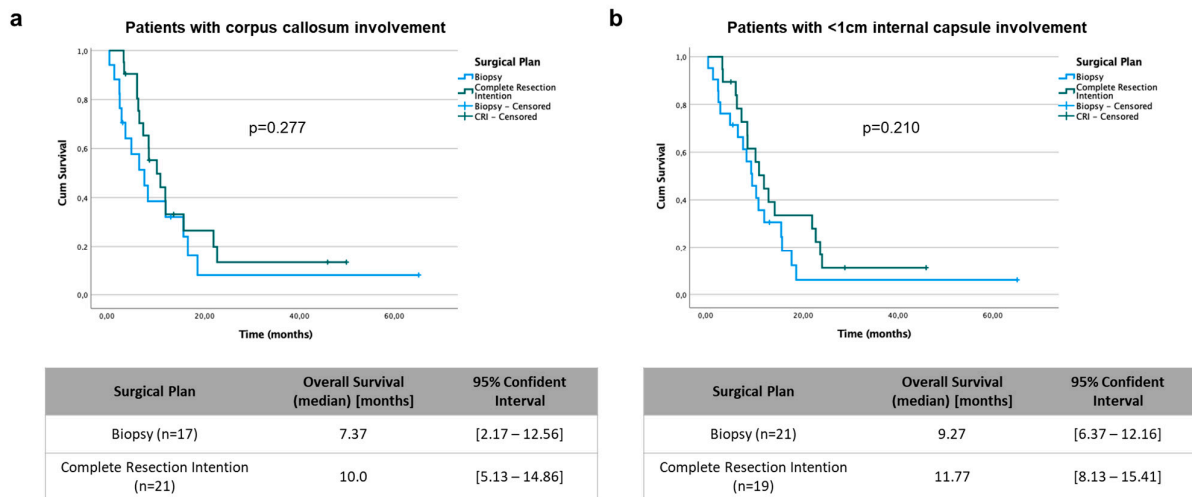 a
Patients with corpus callosum involvement
1,0
0,8
0,6
0,4
0,2
0,0
Cum Survival
p=0.277
0,00
20,00
40,00
60,00
Time (months)
Surgical Plan
Biopsy
Complete Resection
Intention
Biopsy - Censored
CRI - Censored
Surgical Plan
Overall Survival
(median) [months]
95% Confident
Interval
Biopsy (n=17)
7.37
[2.17 – 12.56]
Complete Resection Intention
(n=21)
10.0
[5.13 – 14.86]
b
Patients with <1cm internal capsule involvement
1,0
0,8
0,6
0,4
0,2
0,0
Cum Survival
p=0.210
0,00
20,00
40,00
60,00
Time (months)
Surgical Plan
Biopsy
Complete Resection
Intention
Biopsy - Censored
CRI - Censored
Surgical Plan
Overall Survival
(median) [months]
95% Confident
Interval
Biopsy (n=21)
9.27
[6.37 – 12.16]
Complete Resection Intention
(n=19)
11.77
[8.13 – 15.41]